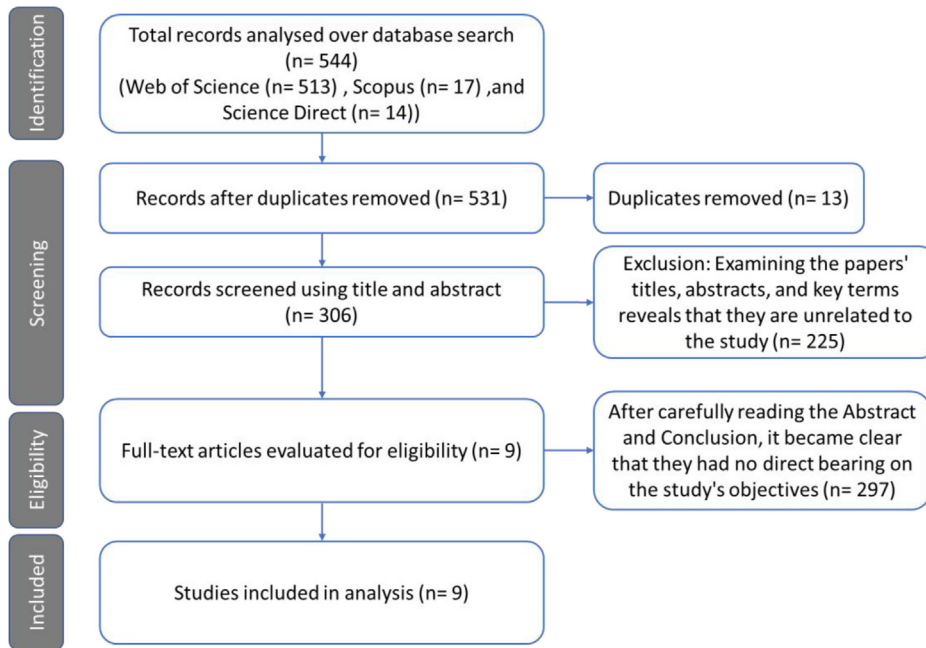 Identification
Total records analysed over database search
(n= 544)
(Web of Science (n= 513) , Scopus (n= 17) ,and
Science Direct (n= 14))
Screening
Records after duplicates removed (n= 531)
Duplicates removed (n= 13)
Records screened using title and abstract
(n= 306)
Exclusion: Examining the papers'
titles, abstracts, and key terms
reveals that they are unrelated to
the study (n= 225)
Eligibility
Full-text articles evaluated for eligibility (n= 9)
After carefully reading the Abstract
and Conclusion, it became clear
that they had no direct bearing on
the study's objectives (n= 297)
Included
Studies included in analysis (n= 9)